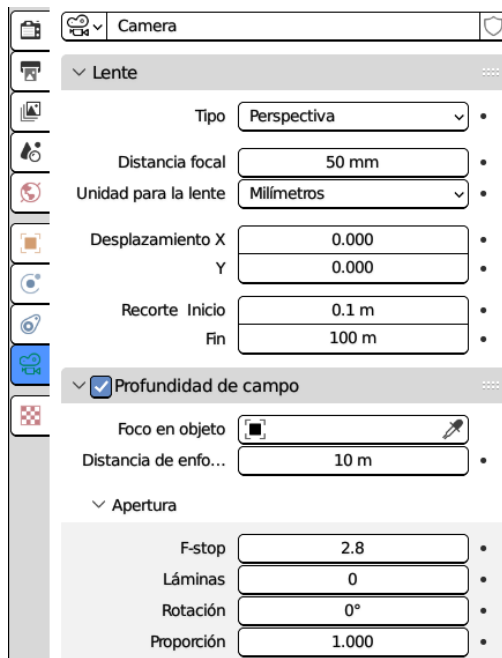 Camera
Lente
Tipo Perspectiva
Distancia focal 50 mm
Unidad para la lente Milímetros
Desplazamiento X 0.000
Y 0.000
Recorte Inicio 0.1 m
Fin 100 m
Profundidad de campo
Foco en objeto
Distancia de enfo... 10 m
Apertura
F-stop 2.8
Láminas 0
Rotación 0°
Proporción 1.000